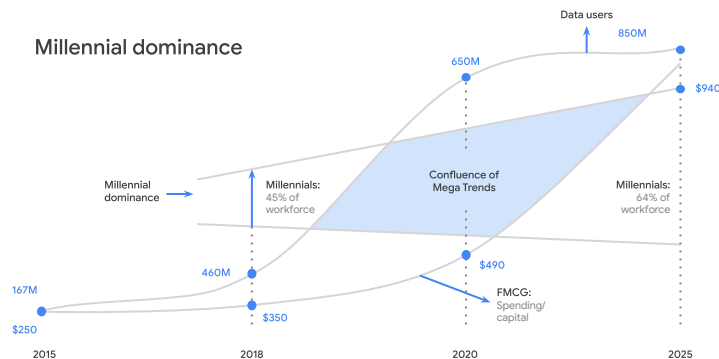 Data users
850M
Millennial dominance
650M
$940
Confluence of
Mega Trends
Millennial
dominance
Millennials:
45% of
workforce
Millennials:
64% of
workforce
460M
$490
167M
FMCG:
Spending/
capital
$250
$350
2015
2018
2020
2025